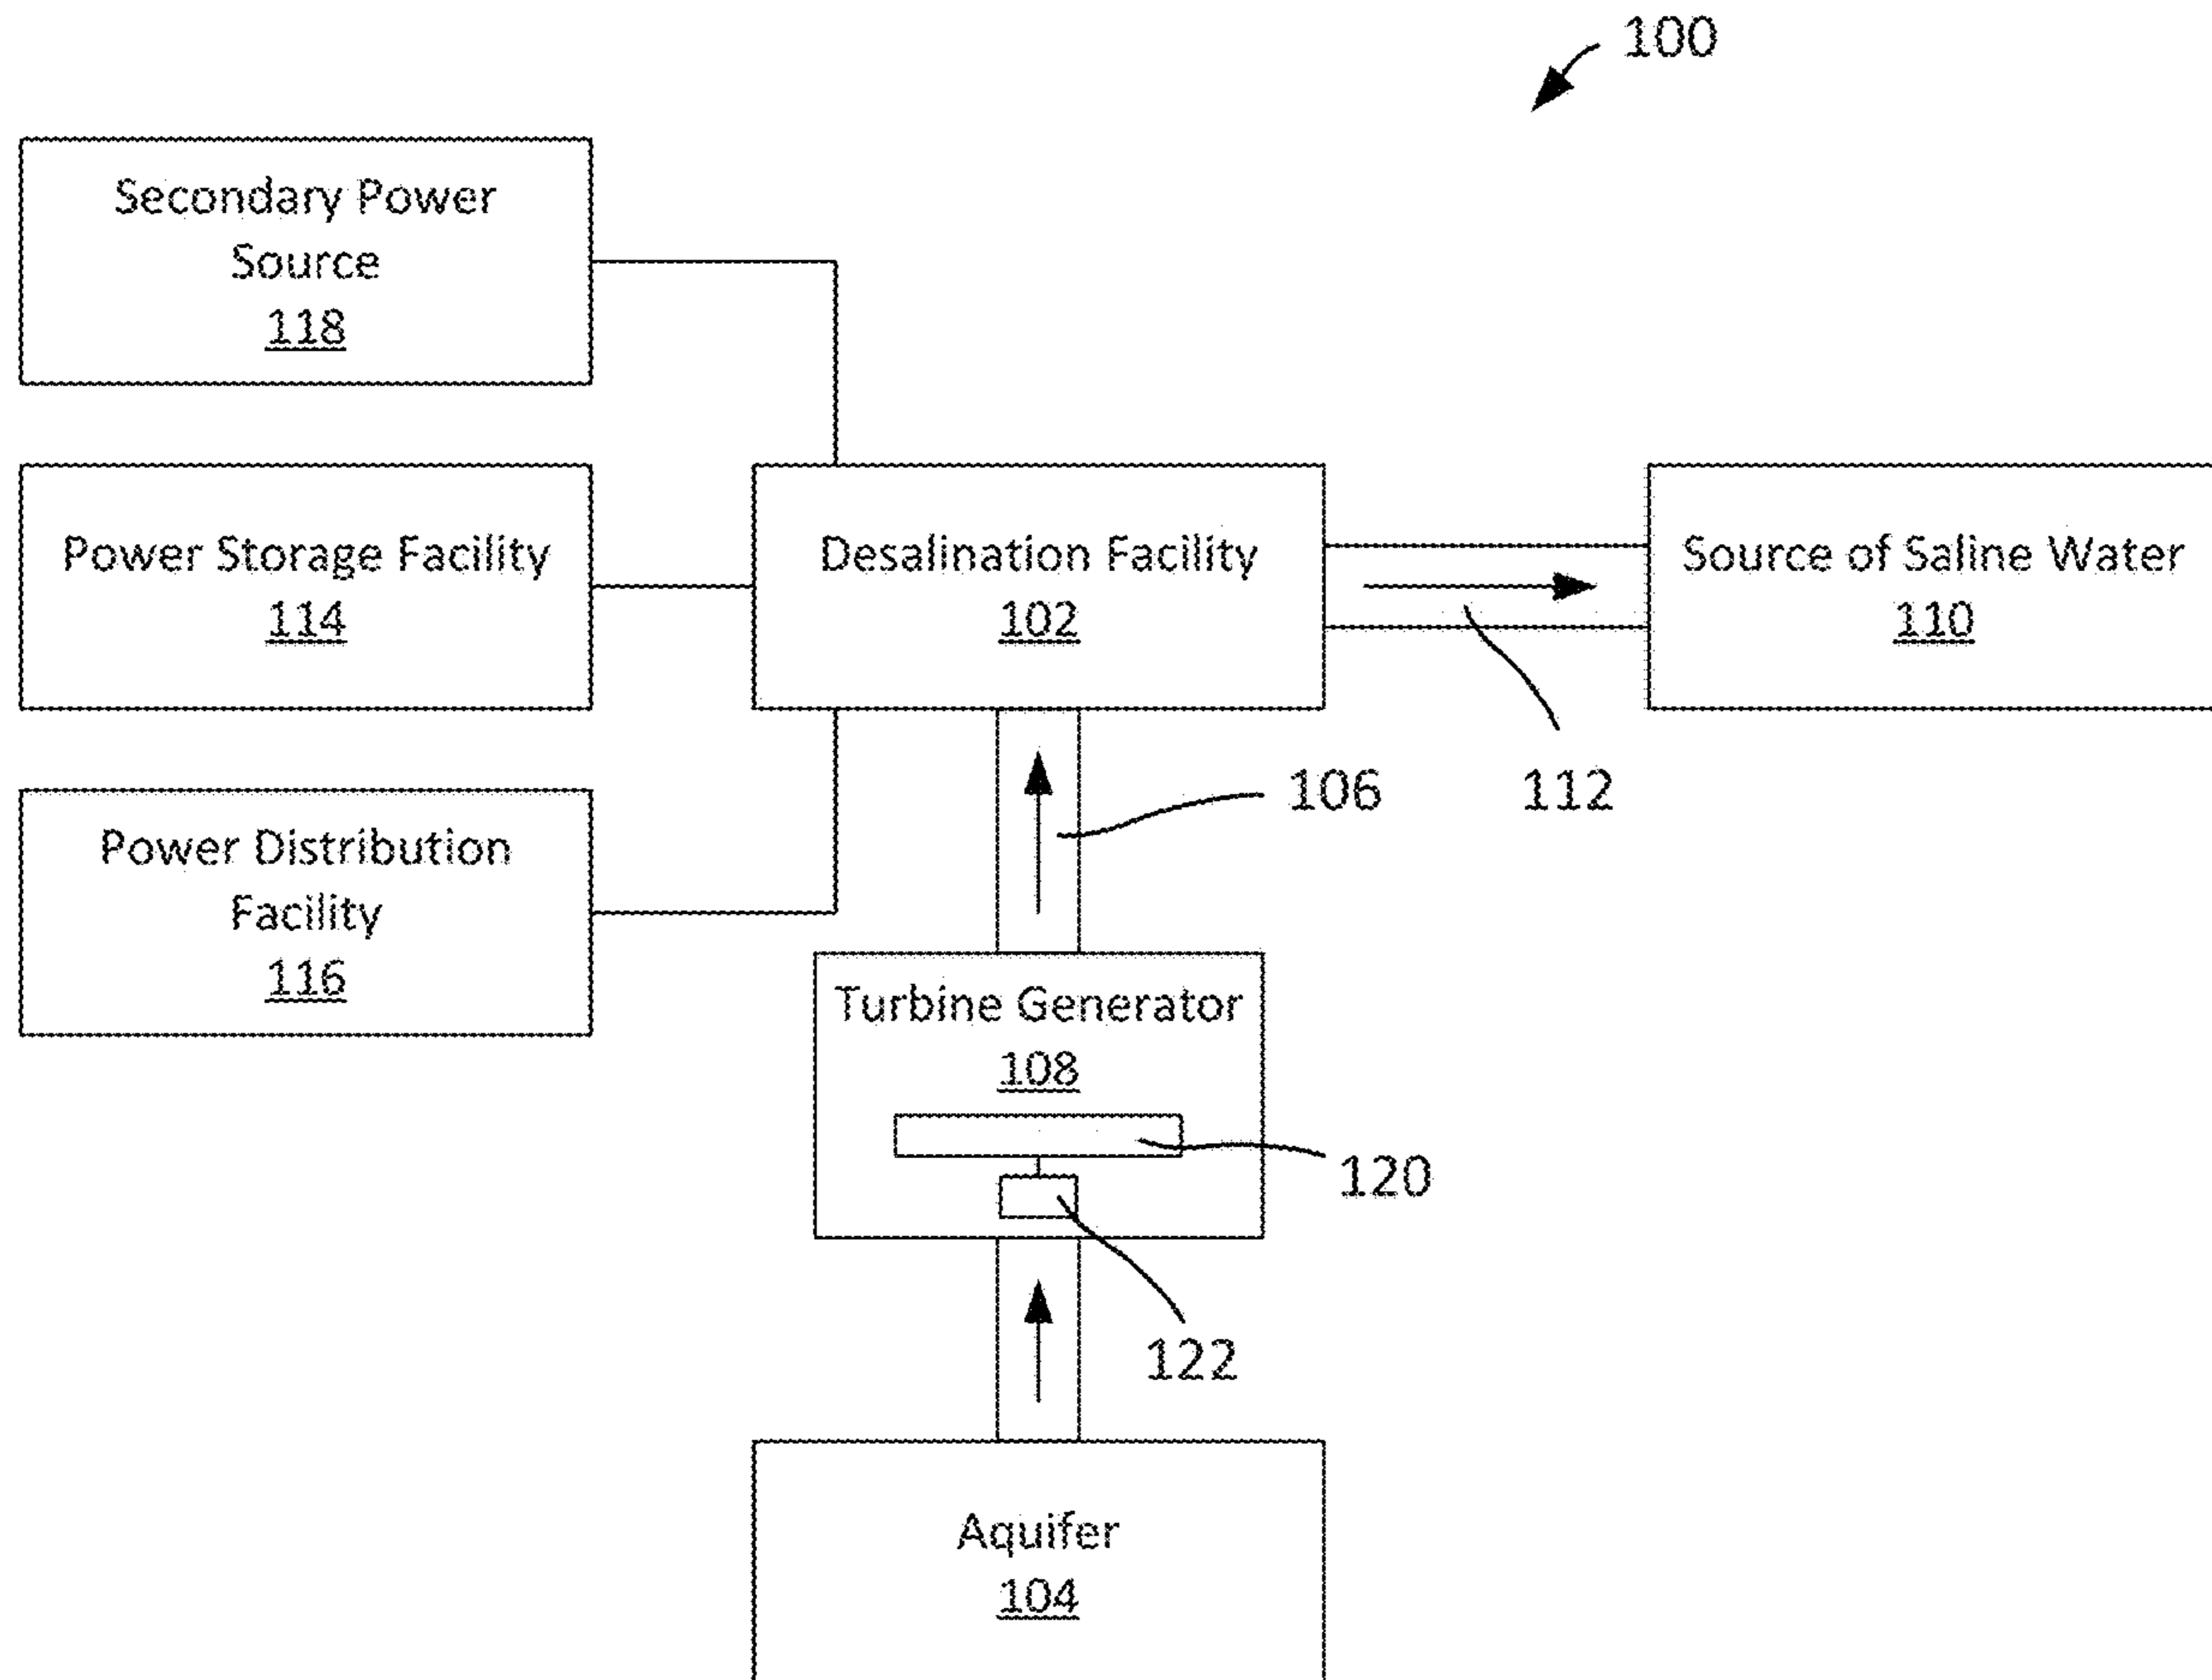 100
Secondary Power
Source
118
Power Storage Facility
114
Desalination Facility
102
Source of Saline Water
110
106
112
Power Distribution
Facility
116
Turbine Generator
108
120
122
Aquifer
104